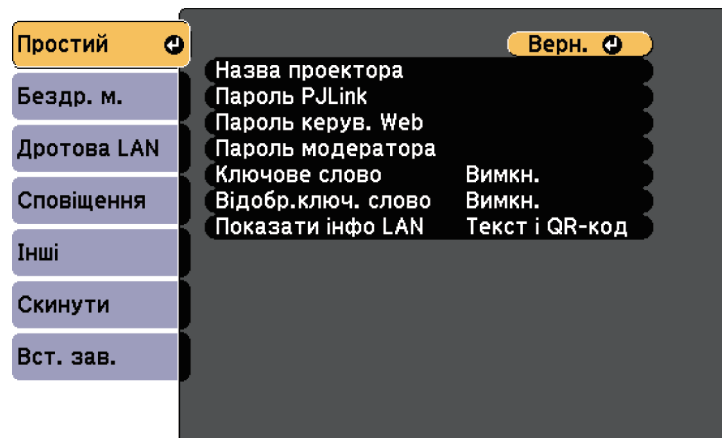 Простий
Бездр. м.
Дротова LAN
Сповіщення
Інші
Скинути
Вст. зав.
Верн.
Назва проектора
Пароль PJLink
Пароль керув. Web
Пароль модератора
Ключове слово Вимкн.
Відобр.ключ. слово Вимкн.
Показати інфо LAN Текст і QR-код